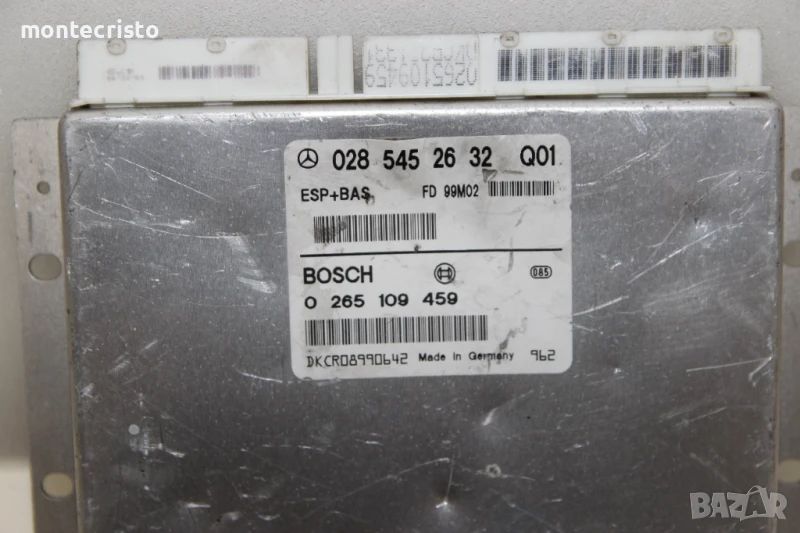 montecristo
0265109459
028 545 26 32 Q01
ESP+BAS FD 99M02
BOSCH 085
0 265 109 459
DKCR08990642 Made in Germany 962
BAZAR